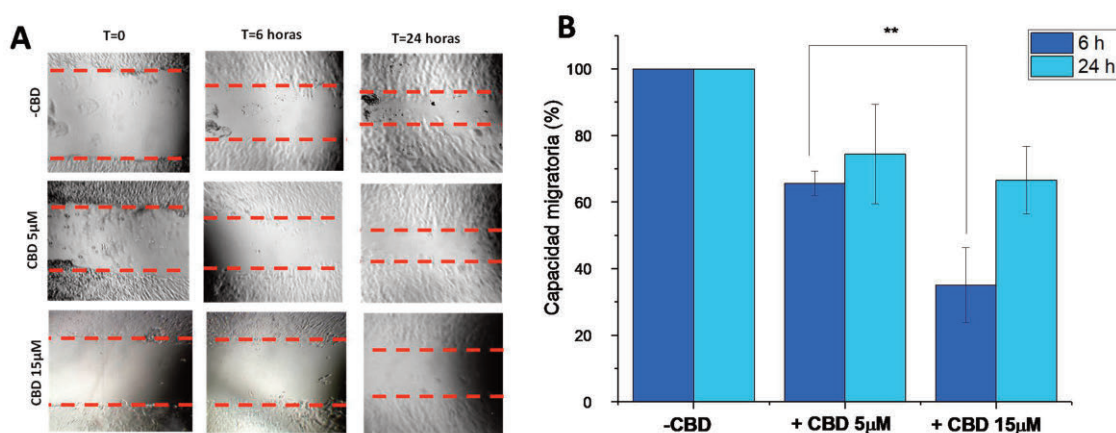 A
T=0
T=6 horas
T=24 horas
-CBD
CBD 5µM
CBD 15µM
B
**
6 h
24 h
Capacidad migratoria (%)
100
80
60
40
20
0
-CBD
+ CBD 5µM
+ CBD 15µM